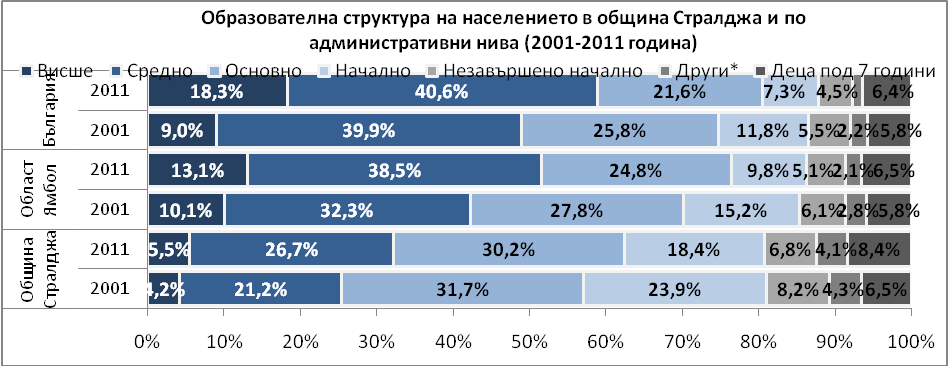 Образователна структура на населението в община Стралджа и по
административни нива (2001-2011 година)
Висше Средно Основно Начално Незавършено начално Други* Деца под 7 години
България
2011 18,3% 40,6% 21,6% 7,3% 4,5% 6,4%
2001 9,0% 39,9% 25,8% 11,8% 5,5% 2,2% 5,8%
Област
Ямбол
2011 13,1% 38,5% 24,8% 9,8% 5,1% 2,1% 6,5%
2001 10,1% 32,3% 27,8% 15,2% 6,1% 2,8% 5,8%
Община
Стралджа
2011 5,5% 26,7% 30,2% 18,4% 6,8% 4,1% 8,4%
2001 4,2% 21,2% 31,7% 23,9% 8,2% 4,3% 6,5%
0% 10% 20% 30% 40% 50% 60% 70% 80% 90% 100%